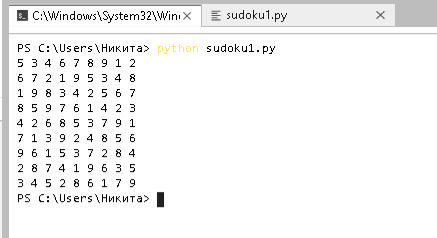 C:\Windows\System32\Win
sudoku1.py
PS C:\Users\Никита> python sudoku1.py
5 3 4 6 7 8 9 1 2
6 7 2 1 9 5 3 4 8
1 9 8 3 4 2 5 6 7
8 5 9 7 6 1 4 2 3
4 2 6 8 5 3 7 9 1
7 1 3 9 2 4 8 5 6
9 6 1 5 3 7 2 8 4
2 8 7 4 1 9 6 3 5
3 4 5 2 8 6 1 7 9
PS C:\Users\Никита>